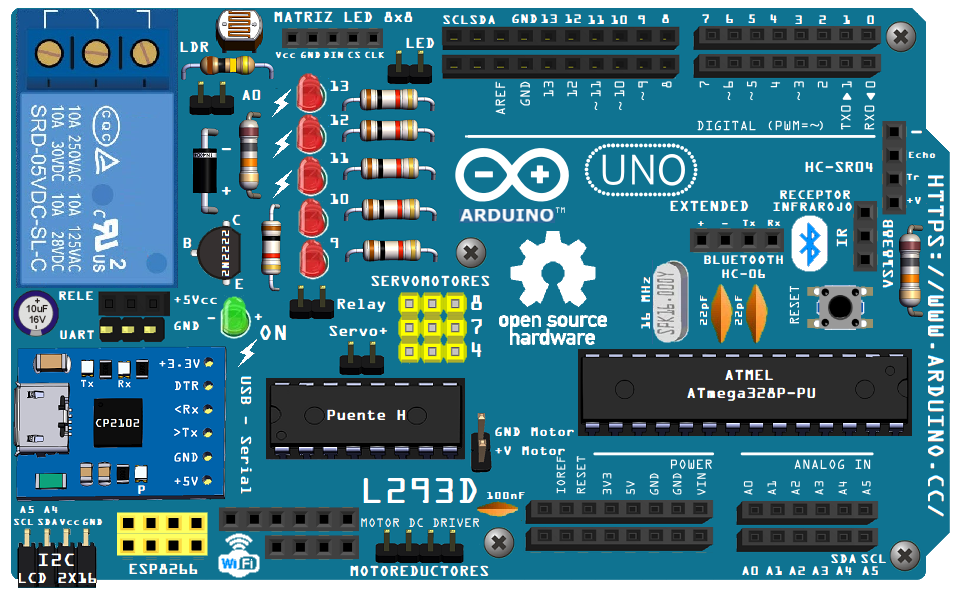 MATRIZ LED 8x8
Vcc GND DIN CS CLK
LED
LDR
A0
SCL SDA GND 13 12 ~11 ~10 ~9 8
7 ~6 ~5 4 ~3 2 1 0
AREF GND 13 12 ~11 ~10 ~9 8
7 ~6 ~5 4 ~3 2 TX0▶1 RX0◀0
DIGITAL (PWM=~)
13
12
11
10
9
10A 250VAC 10A 125VAC
10A 30VDC 10A 28VDC
SRD-05VDC-SL-C
CQC
C US
2
-
+
C
B
2222N2
E
ARDUINO™
UNO
HC-SR04
-
Echo
Tr
+V
RECEPTOR
INFRAROJO
IR
VS1838B
EXTENDED
+ - Tx Rx
BLUETOOTH
HC-06
16 MHz
SPK16.000Y
22pF
22pF
RESET
open source
hardware
SERVOMOTORES
8
7
4
Relay
Servo+
RELE
+5Vcc
UART
GND
10uF
16V
- +
ON
+3.3V
DTR
<Rx
>Tx
GND
+5V
Tx
Rx
CP2102
P
USB - Serial
Puente H
ATMEL
ATmega328P-PU
GND Motor
+V Motor
L293D
100nF
POWER
IOREF RESET 3V3 5V GND GND VIN
ANALOG IN
A0 A1 A2 A3 A4 A5
MOTOR DC DRIVER
MOTOREDUCTORES
A5 A4
SCL SDA Vcc GND
I2C
LCD 2X16
ESP8266
WiFi
SDA SCL
A0 A1 A2 A3 A4 A5
HTTPS://WWW.ARDUINO.CC/